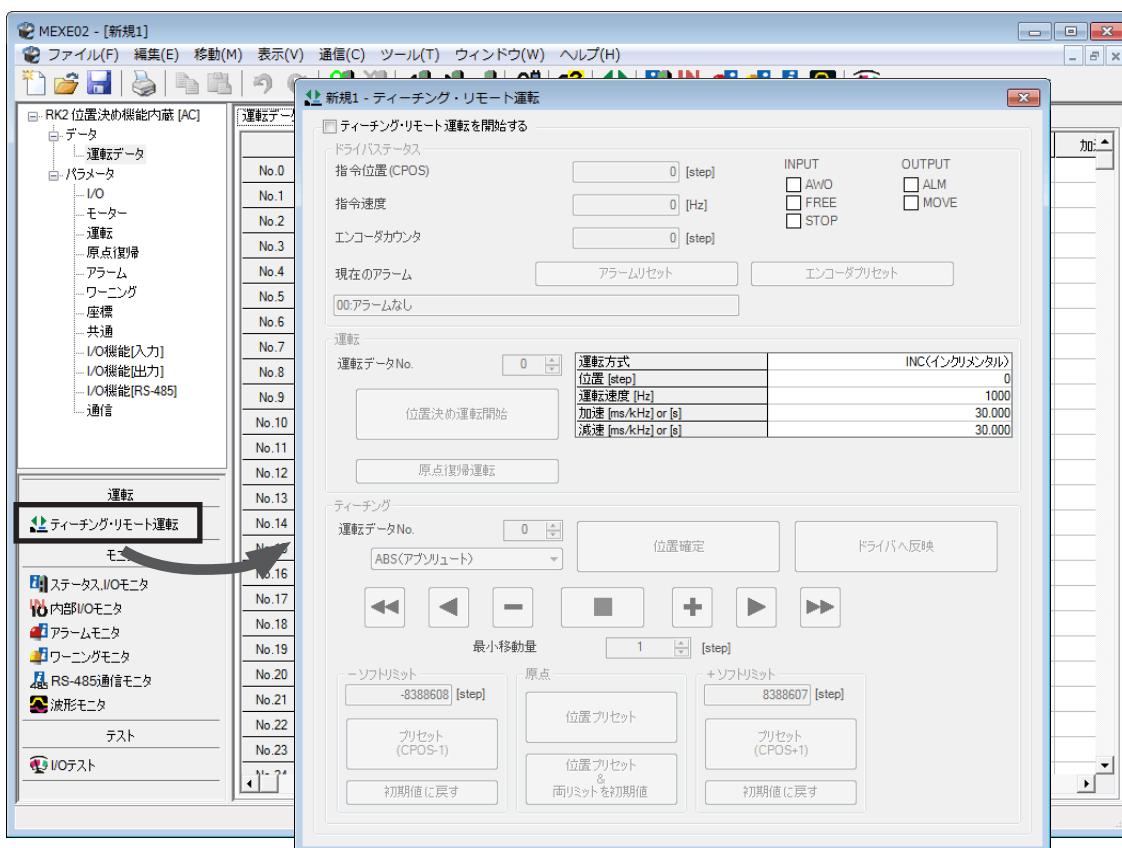 MEXE02 - [新規1]
ファイル(F) 編集(E) 移動(M) 表示(V) 通信(C) ツール(T) ウィンドウ(W) ヘルプ(H)
RK2 位置決め機能内蔵 [AC]
データ
運転データ
パラメータ
I/O
モーター
運転
原点復帰
アラーム
ワーニング
座標
共通
I/O機能[入力]
I/O機能[出力]
I/O機能[RS-485]
通信
運転
ティーチング・リモート運転
ステータス,I/Oモニタ
内部I/Oモニタ
アラームモニタ
ワーニングモニタ
RS-485通信モニタ
波形モニタ
テスト
I/Oテスト
運転データ
No.0
No.1
No.2
No.3
No.4
No.5
No.6
No.7
No.8
No.9
No.10
No.11
No.12
No.13
No.14
No.16
No.17
No.18
No.19
No.20
No.21
No.22
No.23
新規1 - ティーチング・リモート運転
ティーチング・リモート運転を開始する
ドライバステータス
指令位置(CPOS) 0 [step]
指令速度 0 [Hz]
エンコーダカウンタ 0 [step]
INPUT
AWO
FREE
STOP
OUTPUT
ALM
MOVE
現在のアラーム アラームリセット エンコーダプリセット
00:アラームなし
運転
運転データNo. 0
位置決め運転開始
原点復帰運転
運転方式 INC(インクリメンタル)
位置 [step] 0
運転速度 [Hz] 1000
加速 [ms/kHz] or [s] 30.000
減速 [ms/kHz] or [s] 30.000
ティーチング
運転データNo. 0
ABS(アブソリュート)
位置確定
ドライバへ反映
最小移動量 1 [step]
－ソフトリミット
-8388608 [step]
プリセット
(CPOS-1)
初期値に戻す
原点
位置プリセット
位置プリセット
&
両リミットを初期値
＋ソフトリミット
8388607 [step]
プリセット
(CPOS+1)
初期値に戻す